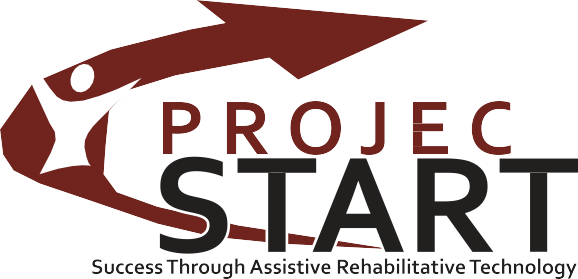 PROJEC
START
Success Through Assistive Rehabilitative Technology